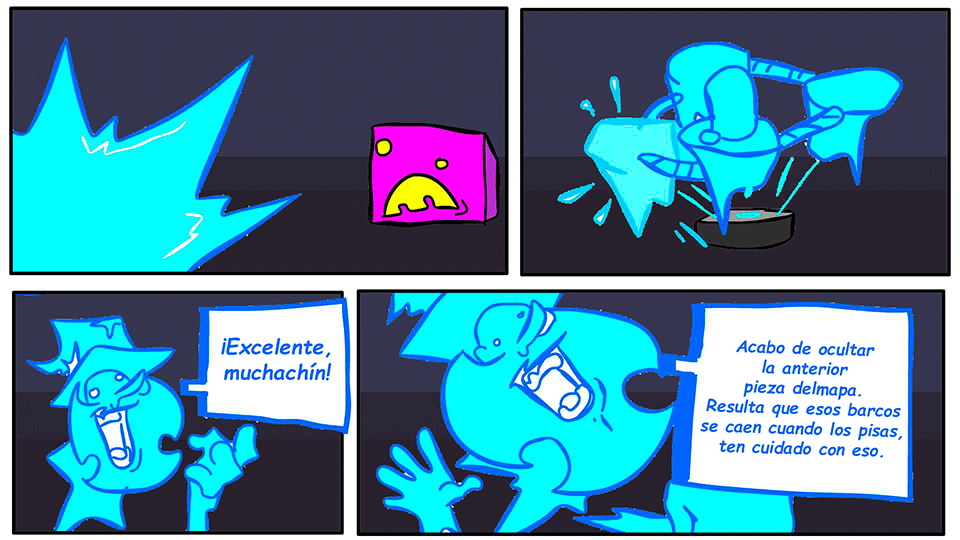 ¡Excelente,
muchachín!
Acabo de ocultar
la anterior
pieza delmapa.
Resulta que esos barcos
se caen cuando los pisas,
ten cuidado con eso.